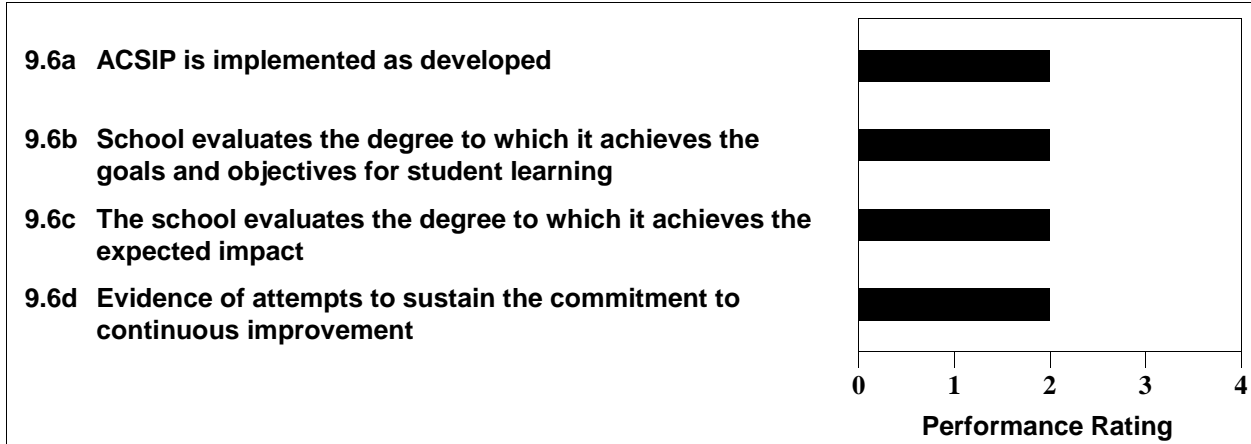 9.6a ACSIP is implemented as developed
9.6b School evaluates the degree to which it achieves the
goals and objectives for student learning
9.6c The school evaluates the degree to which it achieves the
expected impact
9.6d Evidence of attempts to sustain the commitment to
continuous improvement
0 1 2 3 4
Performance Rating